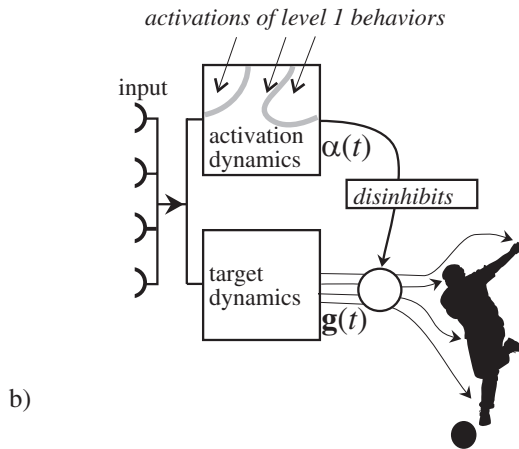 activations of level 1 behaviors
input
activation
dynamics
α(t)
disinhibits
target
dynamics
g(t)
b)